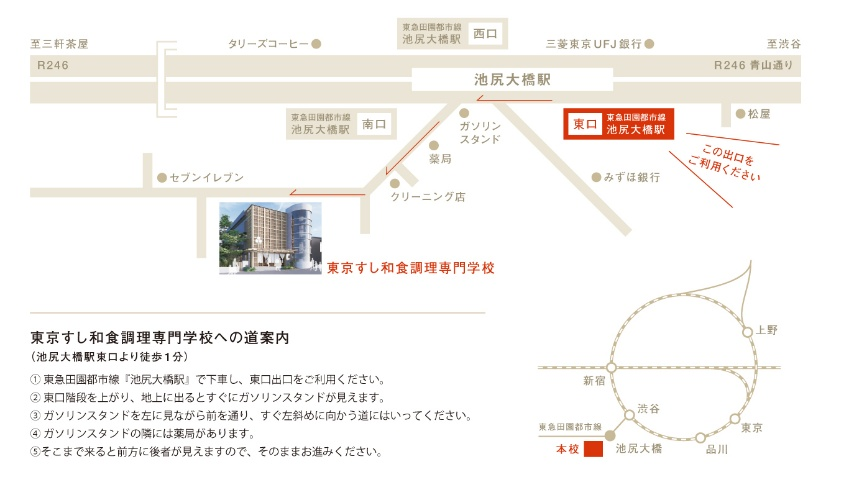 東急田園都市線
池尻大橋駅
西口
至三軒茶屋
タリーズコーヒー
三菱東京UFJ銀行
至渋谷
R246
R246 青山通り
池尻大橋駅
東急田園都市線
池尻大橋駅
南口
ガソリン
スタンド
東口
東急田園都市線
池尻大橋駅
松屋
この出口を
ご利用ください
薬局
セブンイレブン
クリーニング店
みずほ銀行
東京すし和食調理専門学校
東京すし和食調理専門学校への道案内
(池尻大橋駅東口より徒歩1分)
① 東急田園都市線『池尻大橋駅』で下車し、東口出口をご利用ください。
② 東口階段を上がり、地上に出るとすぐにガソリンスタンドが見えます。
③ ガソリンスタンドを左に見ながら前を通り、すぐ左斜めに向かう道にはいってください。
④ ガソリンスタンドの隣には薬局があります。
⑤そこまで来ると前方に後者が見えますので、そのままお進みください。
上野
新宿
渋谷
東急田園都市線
東京
本校
池尻大橋
品川